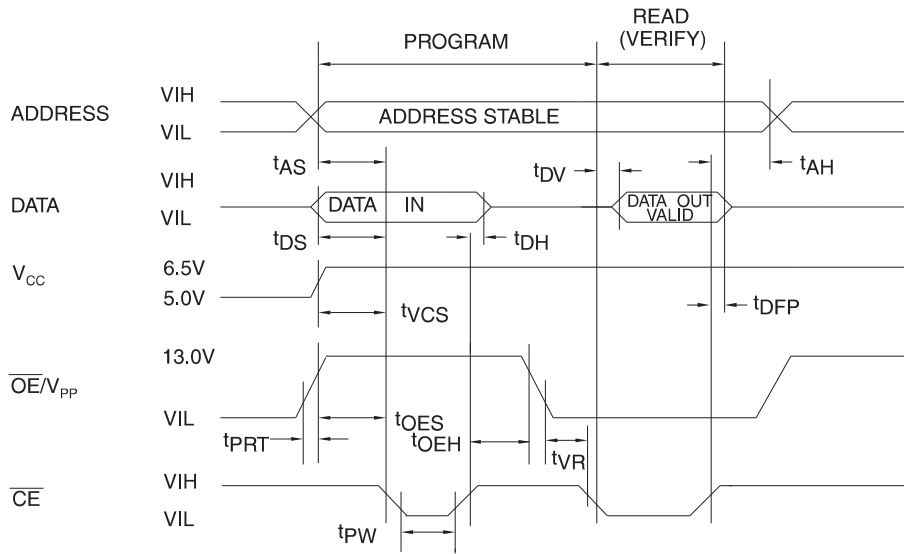 READ
(VERIFY)
PROGRAM
ADDRESS
VIH
VIL
ADDRESS STABLE
tAS
tDV
tAH
DATA
VIH
VIL
DATA IN
DATA OUT
VALID
tDS
tDH
VCC
6.5V
5.0V
tVCS
tDFP
OE/VPP
13.0V
VIL
tPRT
tOES
tOEH
tVR
CE
VIH
VIL
tPW